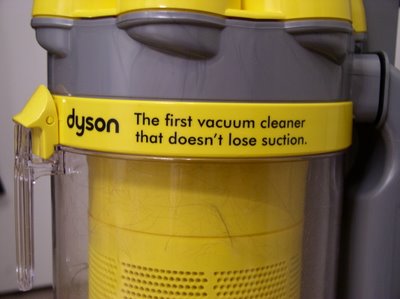 dyson
The first vacuum cleaner
that doesn't lose suction.